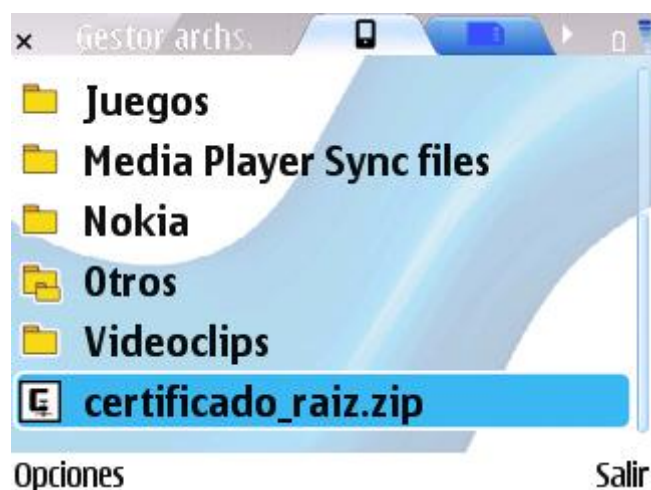 Gestor archs.
Juegos
Media Player Sync files
Nokia
Otros
Videoclips
certificado_raiz.zip
Opciones Salir